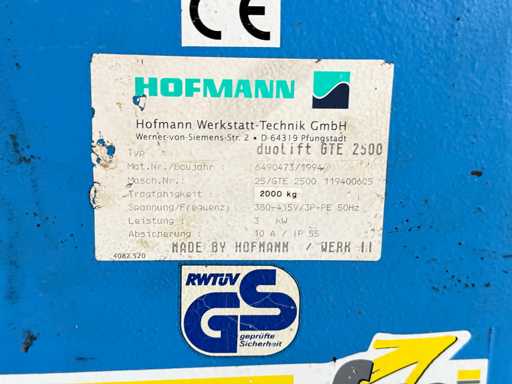 CE
HOFMANN
Hofmann Werkstatt-Technik GmbH
Werner-von-Siemens-Str. 2 • D 64319 Pfungstadt
Typ duolift GTE 2500
Mat.Nr./Baujahr : 6490473/1994
Masch.Nr.: 25/GTE 2500 119400605
Tragfähigkeit : 2000 kg
Spannung/Frequenz: 380-415V/3P+PE 50Hz
Leistung : 3 kW
Absicherung : 10 A / IP 55
MADE BY HOFMANN / WERK II
4082.520
RWTÜV
GS
geprüfte
Sicherheit